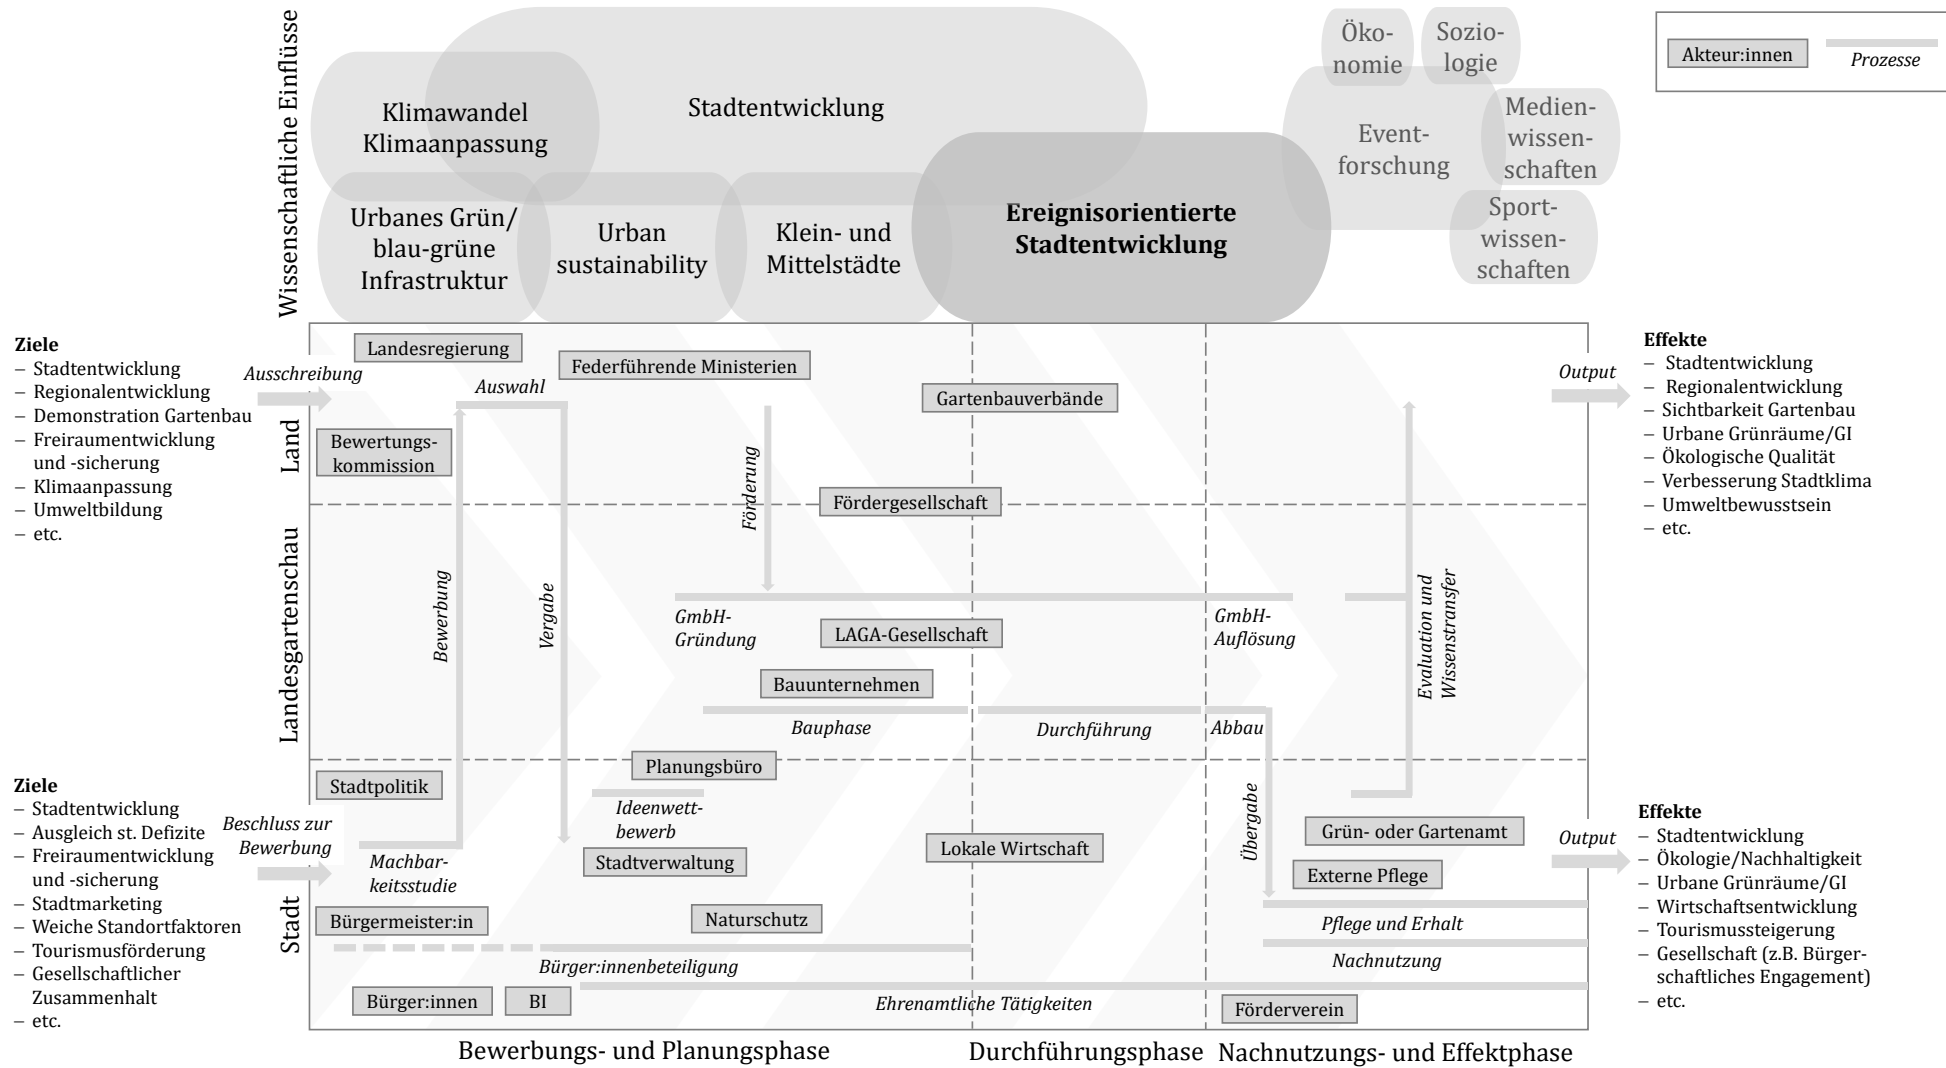 Wissenschaftliche Einflüsse
Klimawandel
Klimaanpassung
Stadtentwicklung
Urbanes Grün/
blau-grüne
Infrastruktur
Urban
sustainability
Klein- und
Mittelstädte
Ereignisorientierte
Stadtentwicklung
Öko-
nomie
Sozio-
logie
Event-
forschung
Medien-
wissen-
schaften
Sport-
wissen-
schaften
Akteur:innen
Prozesse
Ziele
– Stadtentwicklung
– Regionalentwicklung
– Demonstration Gartenbau
– Freiraumentwicklung
und -sicherung
– Klimaanpassung
– Umweltbildung
– etc.
Ausschreibung
Land
Landesregierung
Auswahl
Federführende Ministerien
Gartenbauverbände
Bewertungs-
kommission
Förderung
Fördergesellschaft
Output
Effekte
– Stadtentwicklung
– Regionalentwicklung
– Sichtbarkeit Gartenbau
– Urbane Grünräume/GI
– Ökologische Qualität
– Verbesserung Stadtklima
– Umweltbewusstsein
– etc.
Landesgartenschau
Bewerbung
Vergabe
GmbH-
Gründung
LAGA-Gesellschaft
GmbH-
Auflösung
Evaluation und
Wissenstransfer
Bauunternehmen
Bauphase
Durchführung
Abbau
Ziele
– Stadtentwicklung
– Ausgleich st. Defizite
– Freiraumentwicklung
und -sicherung
– Stadtmarketing
– Weiche Standortfaktoren
– Tourismusförderung
– Gesellschaftlicher
Zusammenhalt
– etc.
Beschluss zur
Bewerbung
Stadt
Stadtpolitik
Planungsbüro
Ideenwett-
bewerb
Machbar-
keitsstudie
Stadtverwaltung
Lokale Wirtschaft
Übergabe
Grün- oder Gartenamt
Externe Pflege
Bürgermeister:in
Naturschutz
Pflege und Erhalt
Bürger:innenbeteiligung
Nachnutzung
Bürger:innen
BI
Ehrenamtliche Tätigkeiten
Förderverein
Output
Effekte
– Stadtentwicklung
– Ökologie/Nachhaltigkeit
– Urbane Grünräume/GI
– Wirtschaftsentwicklung
– Tourismussteigerung
– Gesellschaft (z.B. Bürger-
schaftliches Engagement)
– etc.
Bewerbungs- und Planungsphase
Durchführungsphase
Nachnutzungs- und Effektphase